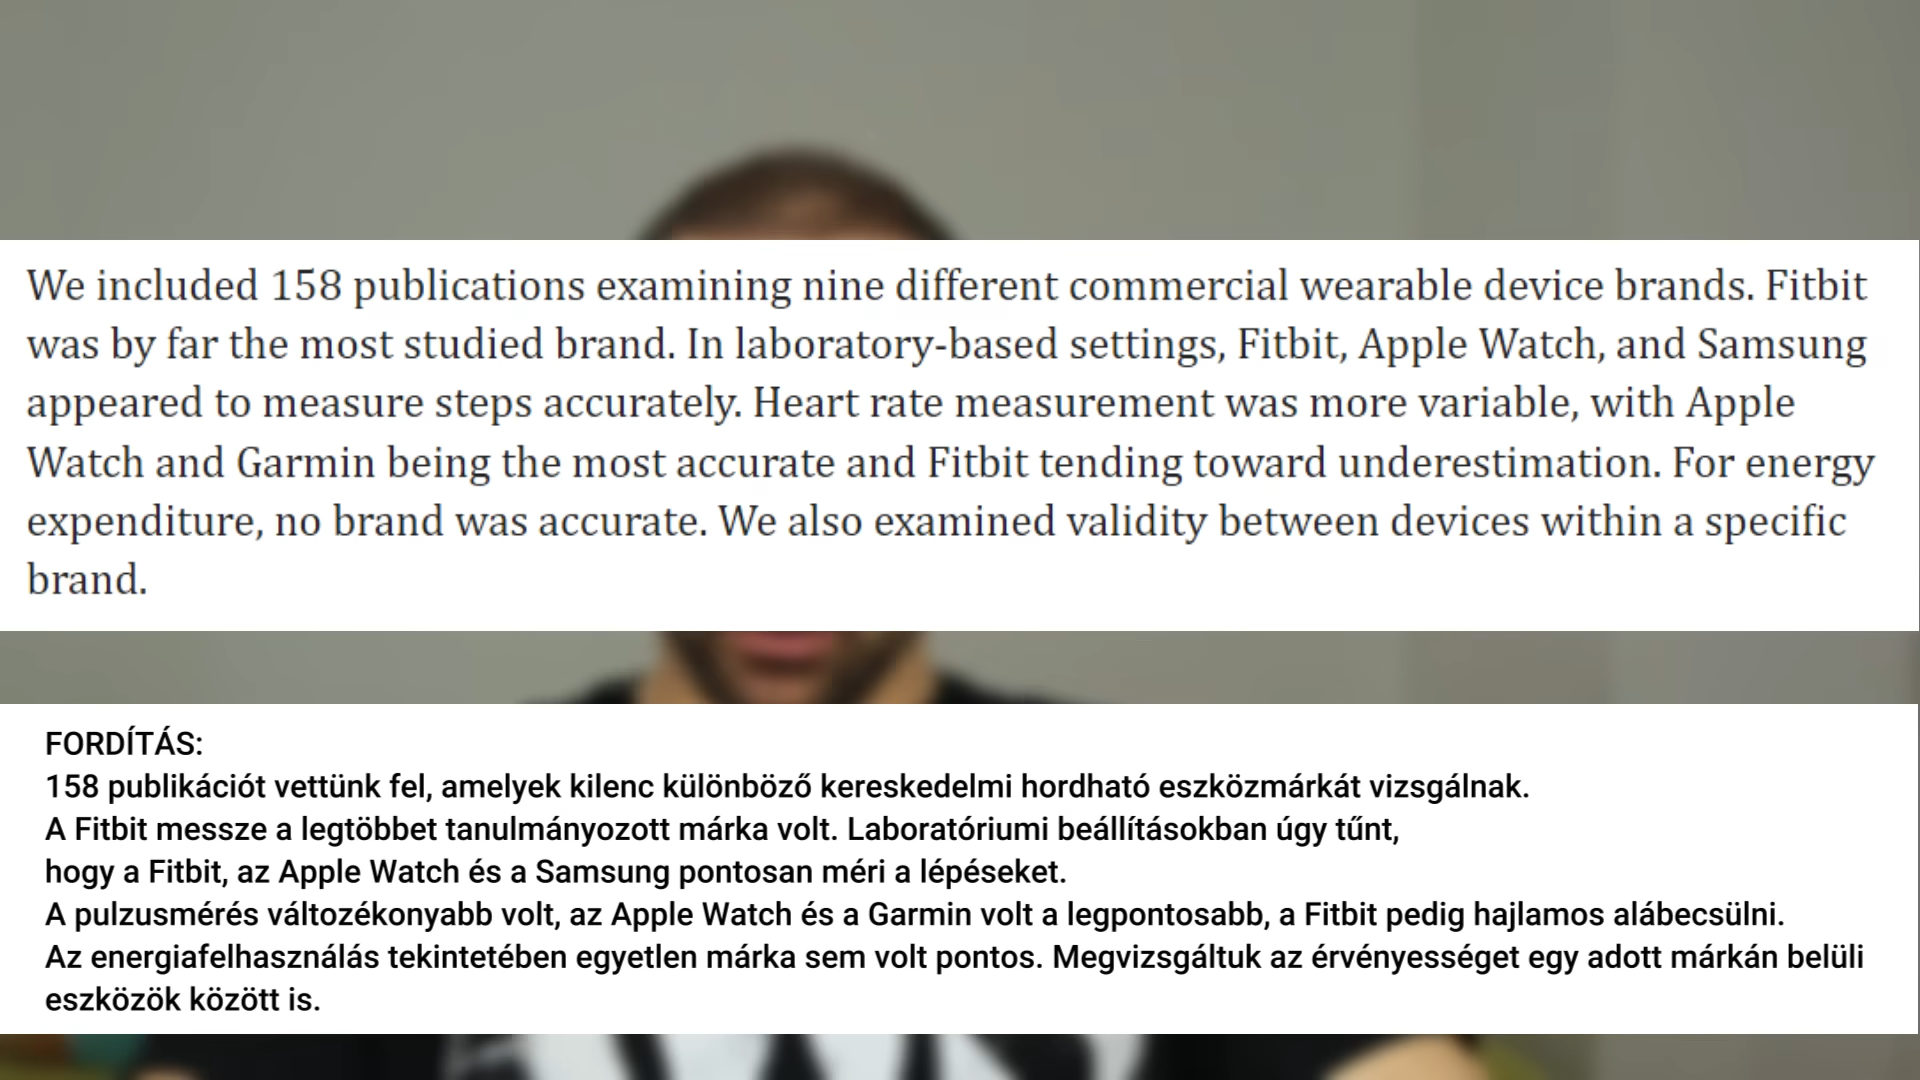 We included 158 publications examining nine different commercial wearable device brands. Fitbit
was by far the most studied brand. In laboratory-based settings, Fitbit, Apple Watch, and Samsung
appeared to measure steps accurately. Heart rate measurement was more variable, with Apple
Watch and Garmin being the most accurate and Fitbit tending toward underestimation. For energy
expenditure, no brand was accurate. We also examined validity between devices within a specific
brand.
FORDÍTÁS:
158 publikációt vettünk fel, amelyek kilenc különböző kereskedelmi hordható eszközmárkát vizsgálnak.
A Fitbit messze a legtöbbet tanulmányozott márka volt. Laboratóriumi beállításokban úgy tűnt,
hogy a Fitbit, az Apple Watch és a Samsung pontosan méri a lépéseket.
A pulzusmérés változékonyabb volt, az Apple Watch és a Garmin volt a legpontosabb, a Fitbit pedig hajlamos alábecsülni.
Az energiafelhasználás tekintetében egyetlen márka sem volt pontos. Megvizsgáltuk az érvényességet egy adott márkán belüli
eszközök között is.